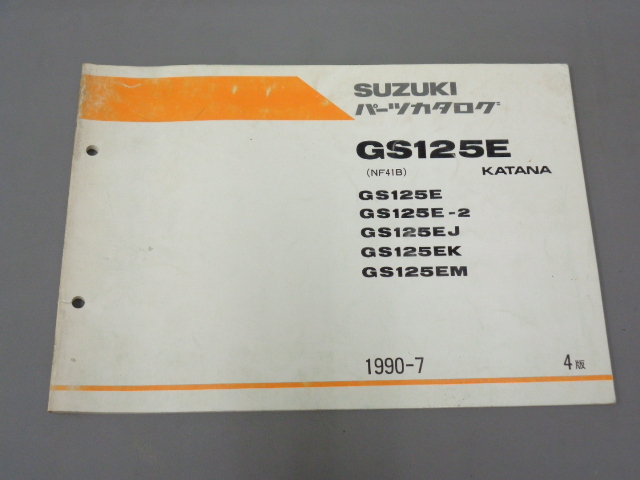 SUZUKI
パーツカタログ
GS125E
(NF41B) KATANA
GS125E
GS125E-2
GS125EJ
GS125EK
GS125EM
1990-7 4版